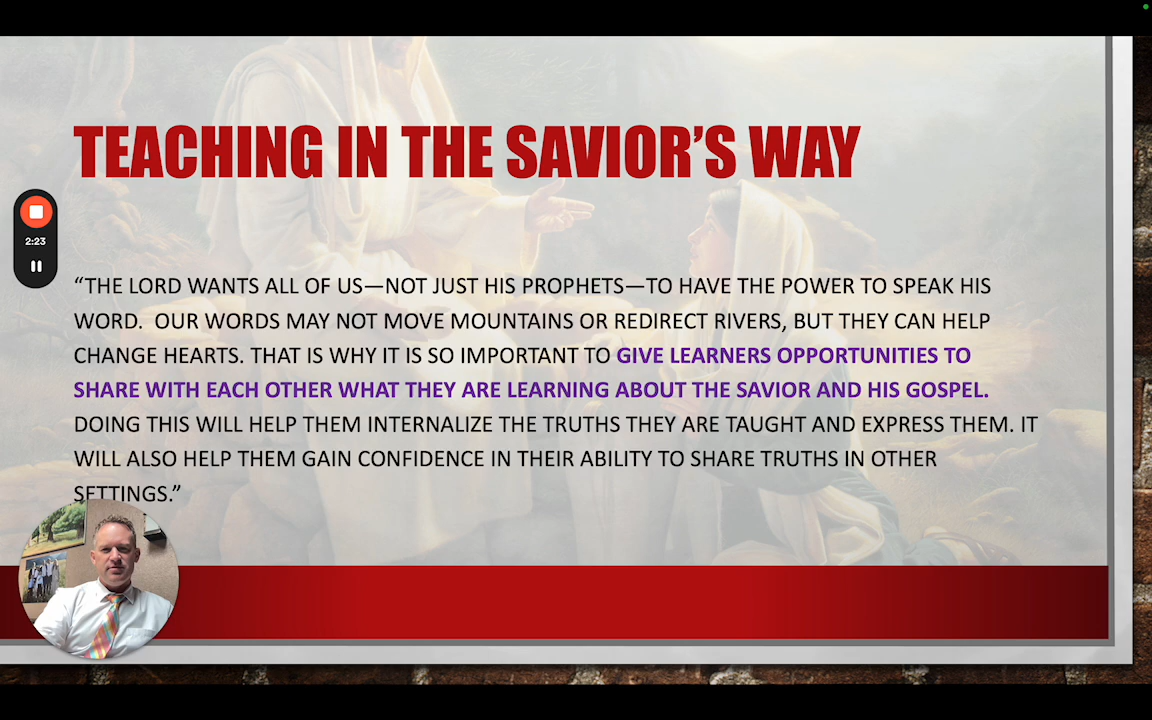 TEACHING IN THE SAVIOR’S WAY
2:23
“THE LORD WANTS ALL OF US—NOT JUST HIS PROPHETS—TO HAVE THE POWER TO SPEAK HIS
WORD.  OUR WORDS MAY NOT MOVE MOUNTAINS OR REDIRECT RIVERS, BUT THEY CAN HELP
CHANGE HEARTS. THAT IS WHY IT IS SO IMPORTANT TO GIVE LEARNERS OPPORTUNITIES TO
SHARE WITH EACH OTHER WHAT THEY ARE LEARNING ABOUT THE SAVIOR AND HIS GOSPEL.
DOING THIS WILL HELP THEM INTERNALIZE THE TRUTHS THEY ARE TAUGHT AND EXPRESS THEM. IT
WILL ALSO HELP THEM GAIN CONFIDENCE IN THEIR ABILITY TO SHARE TRUTHS IN OTHER
SETTINGS.”